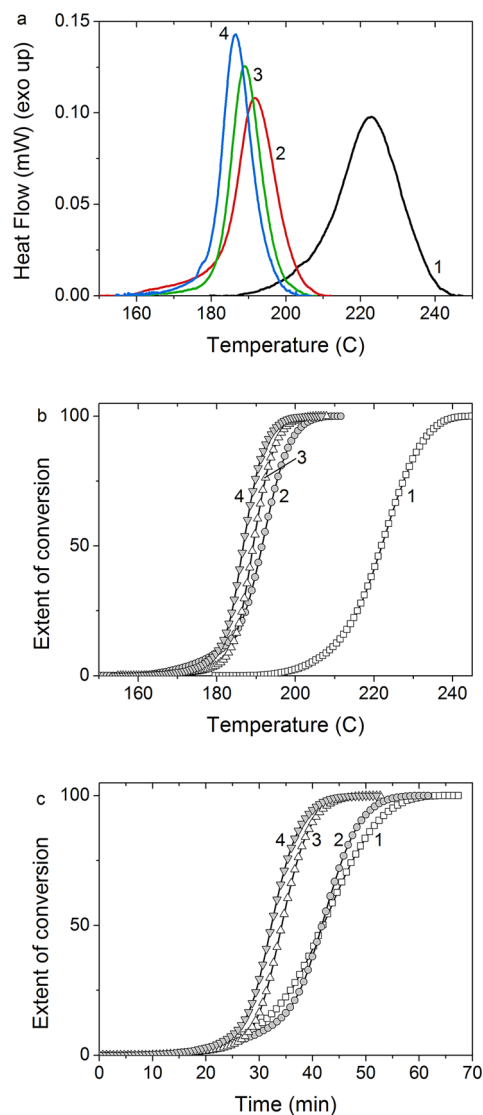 a
0.15
0.10
0.05
0.00
Heat Flow (mW) (exo up)
4
3
2
1
160 180 200 220 240
Temperature (C)
b
100
50
0
Extent of conversion
3
4
2
1
160 180 200 220 240
Temperature (C)
c
100
50
0
Extent of conversion
4
3
2
1
0 10 20 30 40 50 60 70
Time (min)